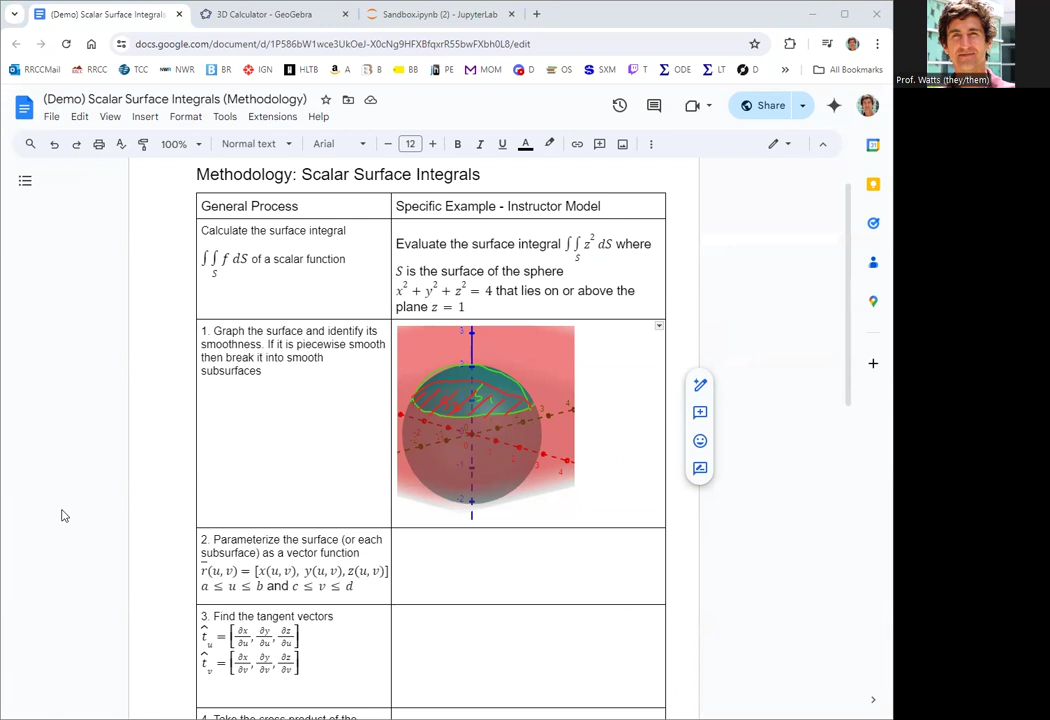 (Demo) Scalar Surface Integrals
3D Calculator - GeoGebra
Sandbox.ipynb (2) - JupyterLab
docs.google.com/document/d/1P586bW1wce3UkOeJ-X0cNg9HFXBfqxrR55bwFXbh0L8/edit
RRCCMail RRCC TCC NWR BR IGN HLTB A B BB PE MOM D OS SXM T ODE LT D All Bookmarks
Prof. Watts (they/them)
(Demo) Scalar Surface Integrals (Methodology)
Share
File Edit View Insert Format Tools Extensions Help
100% Normal text Arial 12 B I U A
Methodology: Scalar Surface Integrals
General Process
Specific Example - Instructor Model
Calculate the surface integral
∫∫ f dS of a scalar function
S
Evaluate the surface integral ∫∫ z² dS where
S
S is the surface of the sphere
x² + y² + z² = 4 that lies on or above the
plane z = 1
1. Graph the surface and identify its
smoothness. If it is piecewise smooth
then break it into smooth
subsurfaces
2. Parameterize the surface (or each
subsurface) as a vector function
r̅(u, v) = [x(u, v), y(u, v), z(u, v)]
a ≤ u ≤ b and c ≤ v ≤ d
3. Find the tangent vectors
t̂ᵤ = [∂x/∂u, ∂y/∂u, ∂z/∂u]
t̂ᵥ = [∂x/∂v, ∂y/∂v, ∂z/∂v]